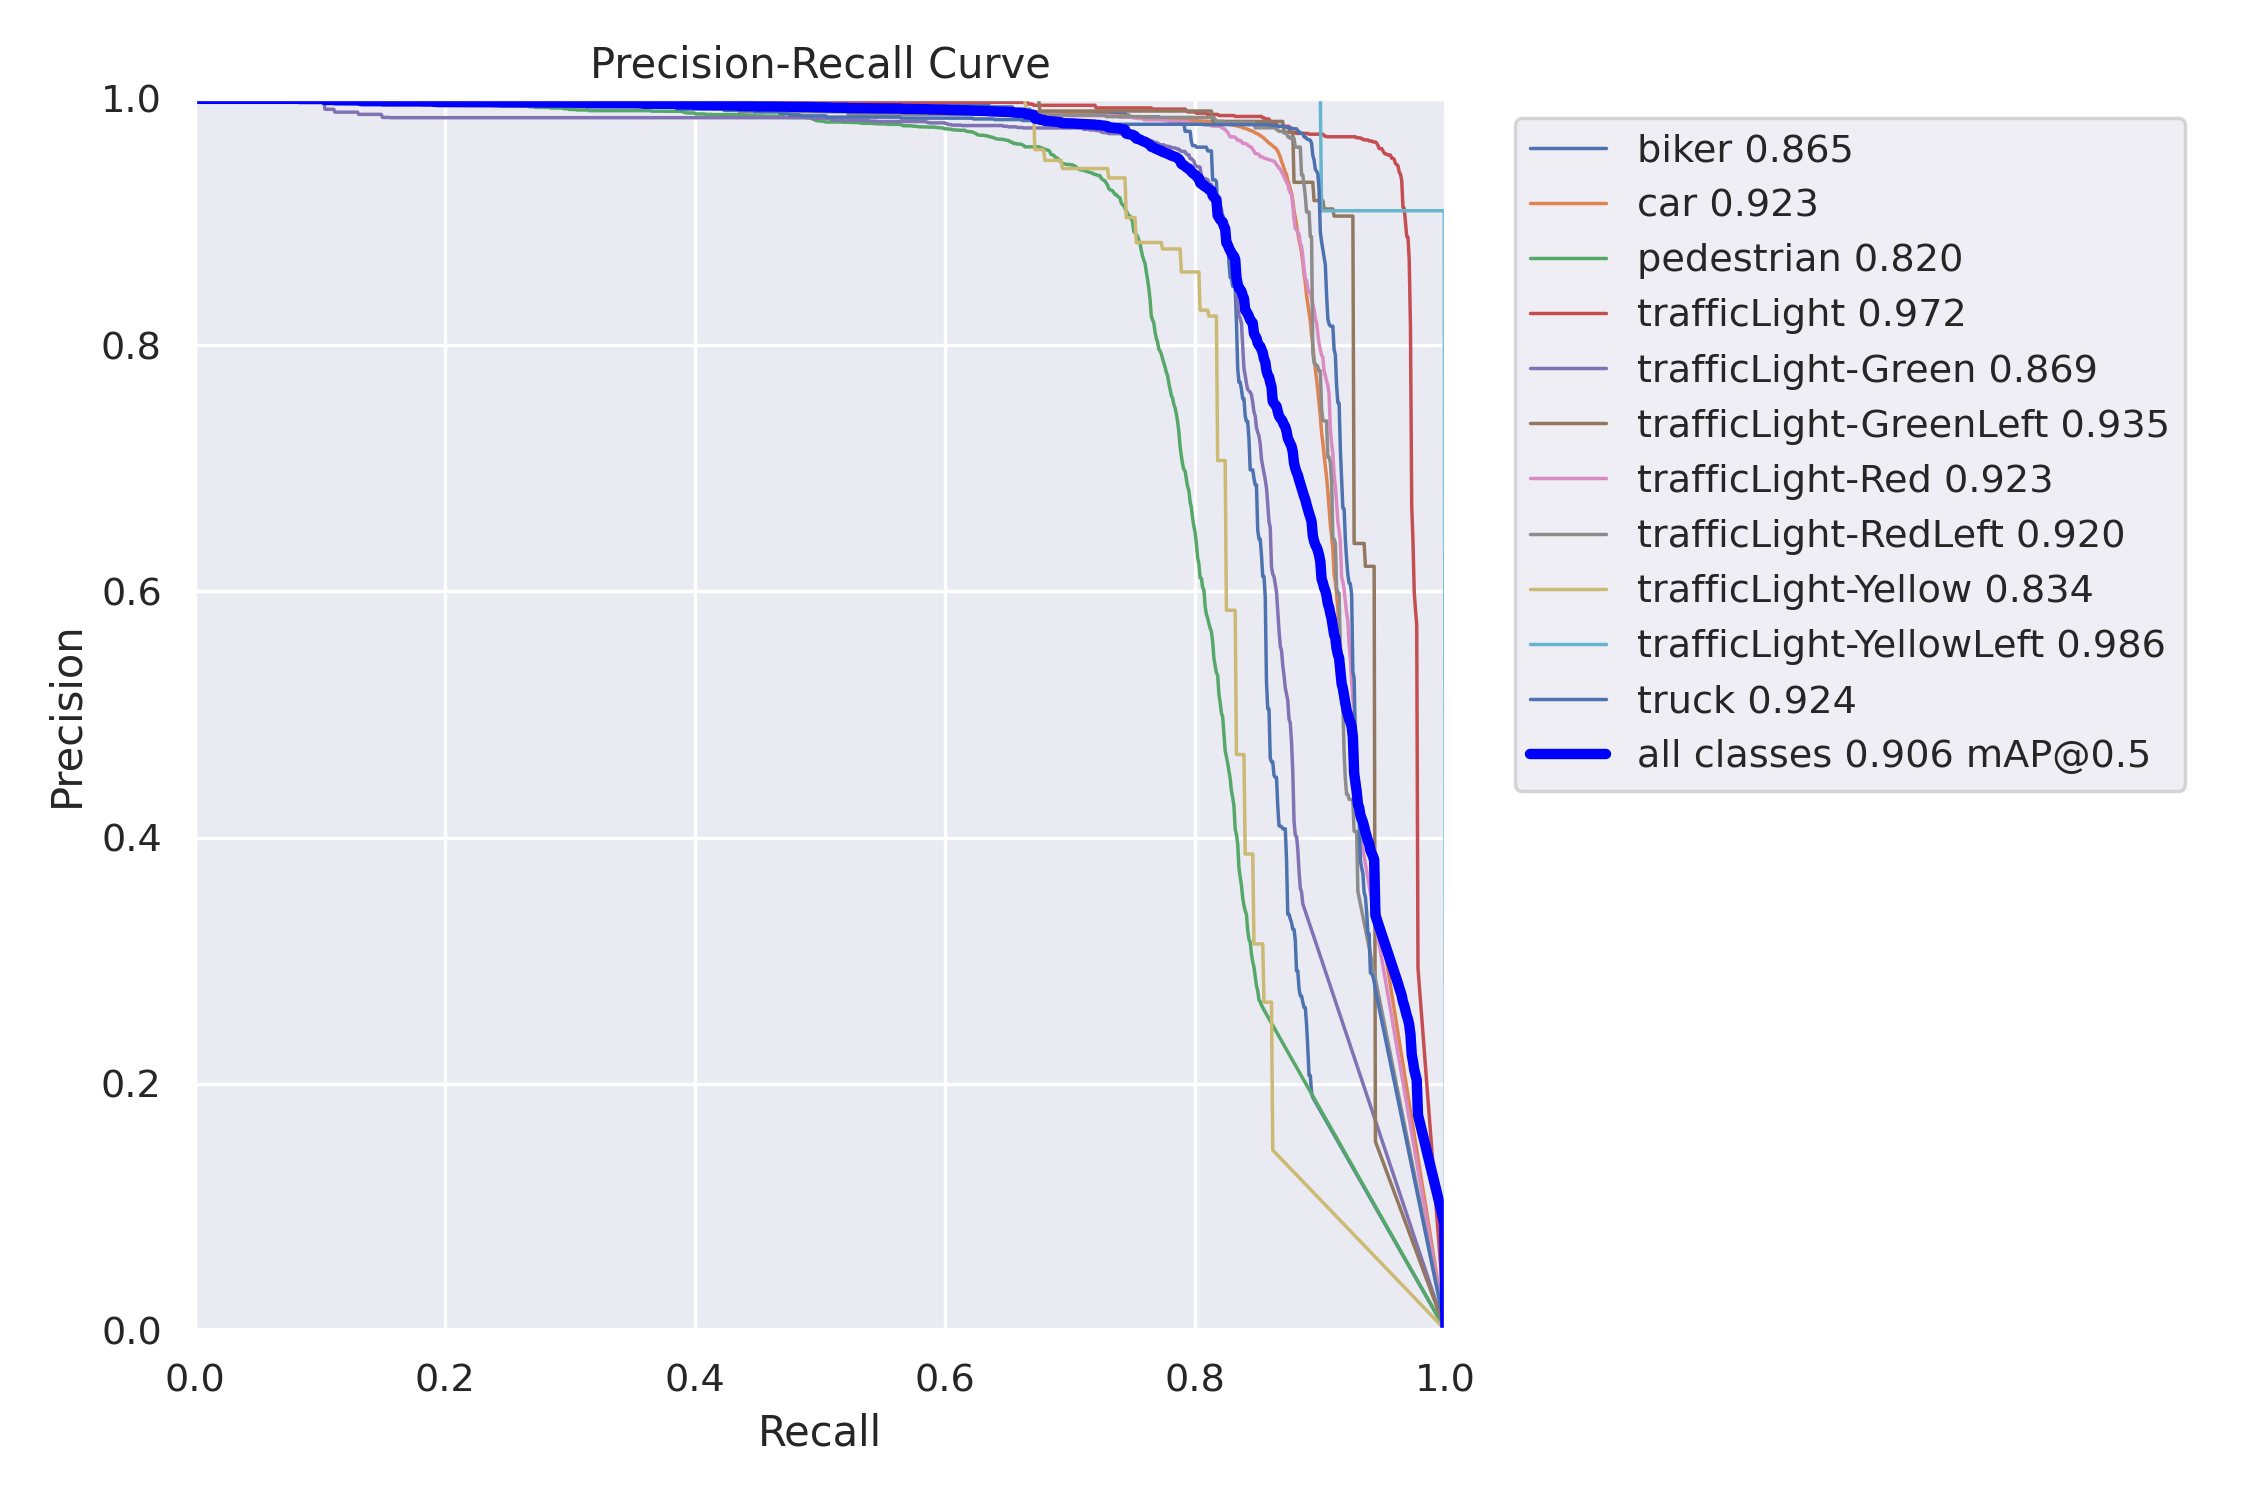 Precision-Recall Curve
1.0
0.8
0.6
0.4
0.2
0.0
Precision
0.0 0.2 0.4 0.6 0.8 1.0
Recall
biker 0.865
car 0.923
pedestrian 0.820
trafficLight 0.972
trafficLight-Green 0.869
trafficLight-GreenLeft 0.935
trafficLight-Red 0.923
trafficLight-RedLeft 0.920
trafficLight-Yellow 0.834
trafficLight-YellowLeft 0.986
truck 0.924
all classes 0.906 mAP@0.5